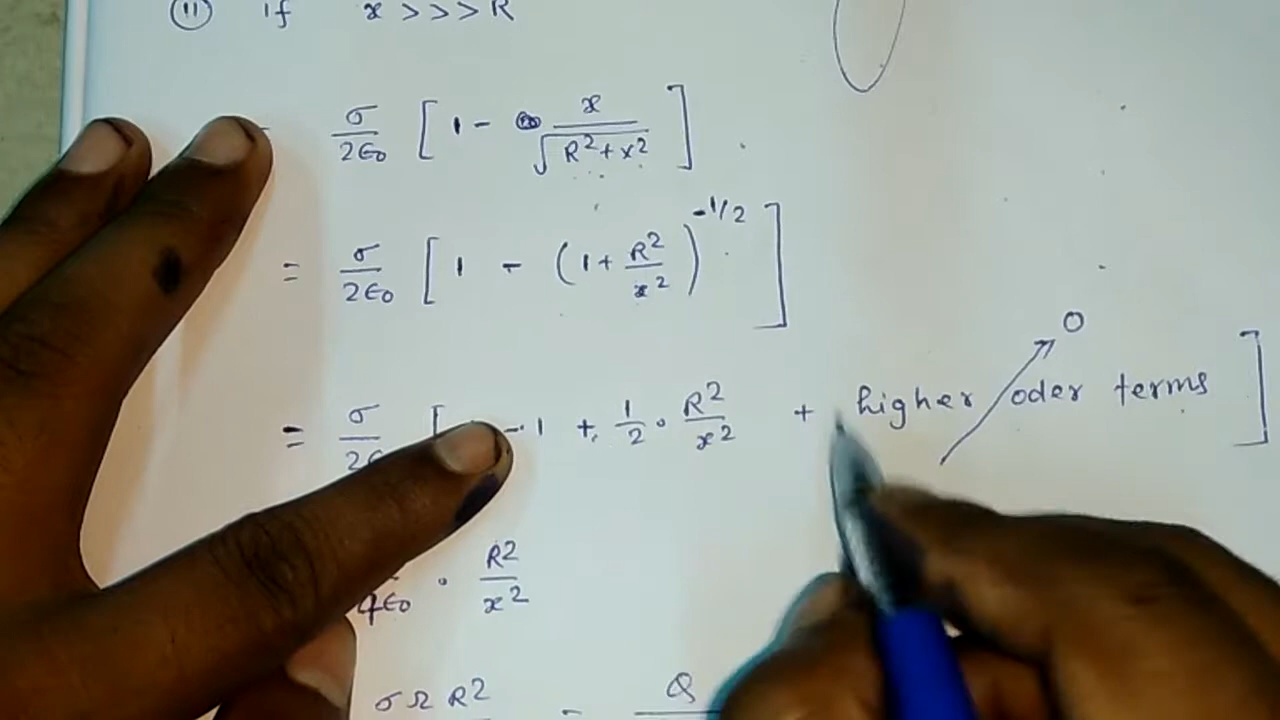 (ii) if x >>> R
σ/2ϵ₀ [ 1 - x/√(R²+x²) ]
= σ/2ϵ₀ [ 1 - (1 + R²/x²)^(-1/2) ]
= σ/2ϵ [ - 1 + 1/2 · R²/x² + higher oder terms ] → 0
4ϵ₀ · R²/x²
R² = Q